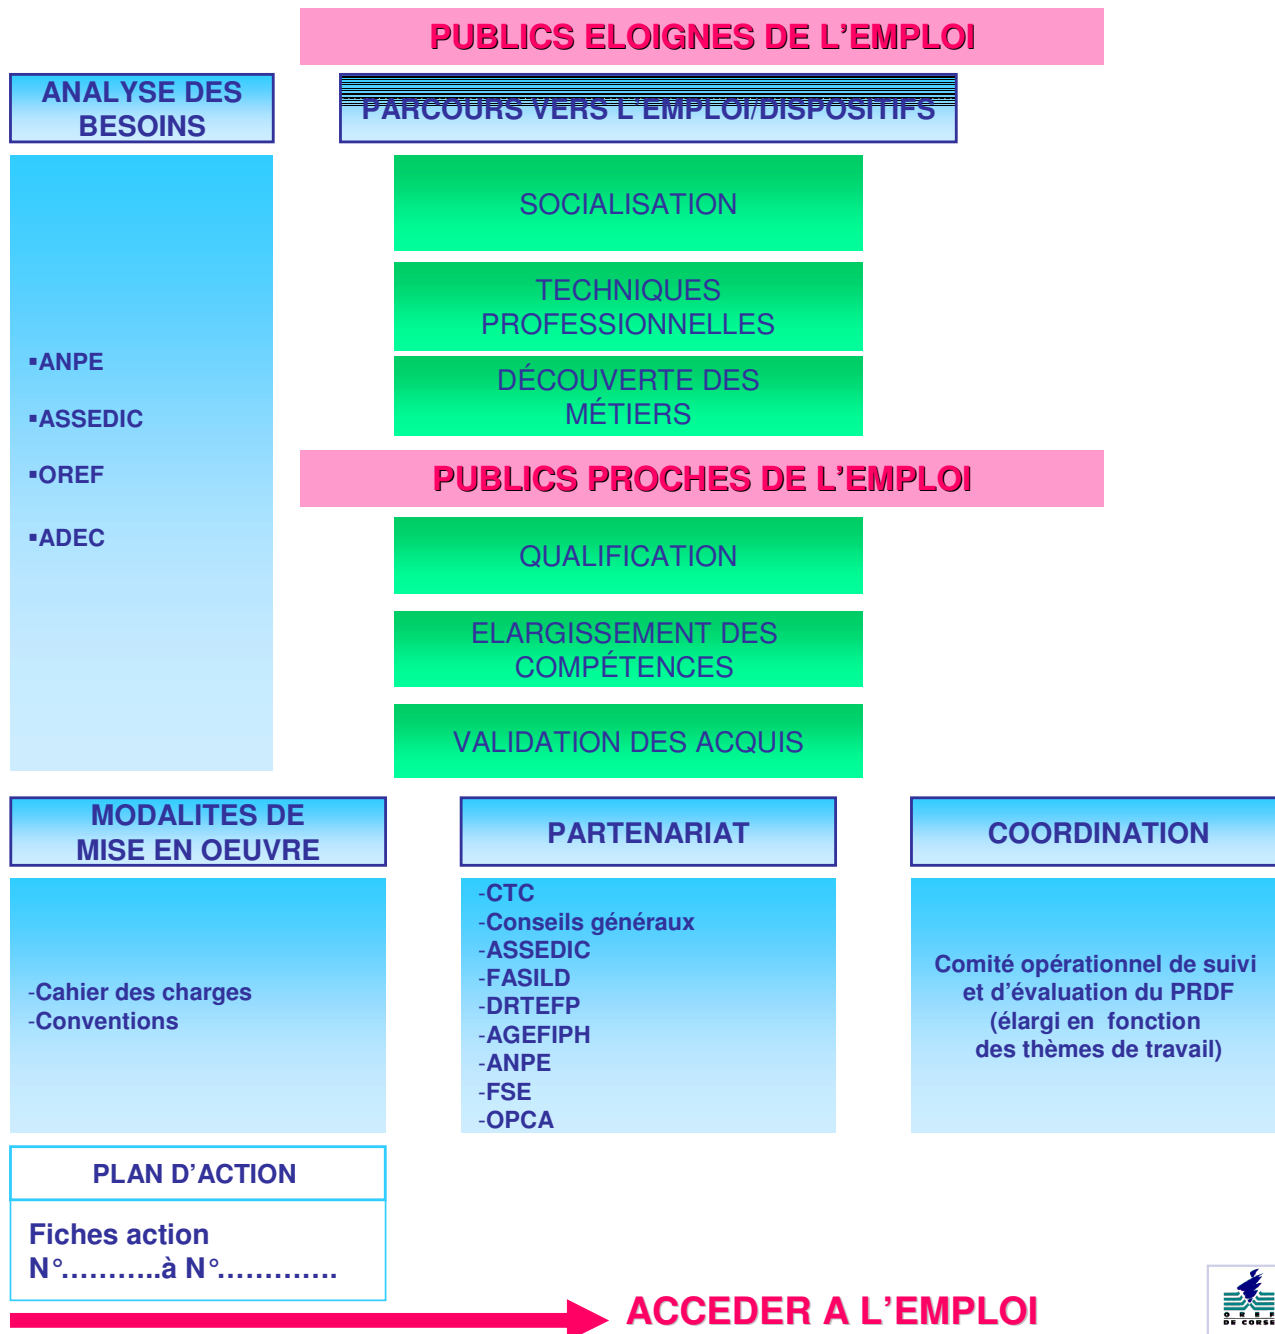 PUBLICS ELOIGNES DE L'EMPLOI
ANALYSE DES
BESOINS
PARCOURS VERS L'EMPLOI/DISPOSITIFS
SOCIALISATION
TECHNIQUES
PROFESSIONNELLES
DÉCOUVERTE DES
MÉTIERS
▪ANPE
▪ASSEDIC
▪OREF
▪ADEC
PUBLICS PROCHES DE L'EMPLOI
QUALIFICATION
ELARGISSEMENT DES
COMPÉTENCES
VALIDATION DES ACQUIS
MODALITES DE
MISE EN OEUVRE
-Cahier des charges
-Conventions
PARTENARIAT
-CTC
-Conseils généraux
-ASSEDIC
-FASILD
-DRTEFP
-AGEFIPH
-ANPE
-FSE
-OPCA
COORDINATION
Comité opérationnel de suivi
et d'évaluation du PRDF
(élargi en fonction
des thèmes de travail)
PLAN D'ACTION
Fiches action
N°………..à N°………….
ACCEDER A L'EMPLOI
OREF
DE CORSE